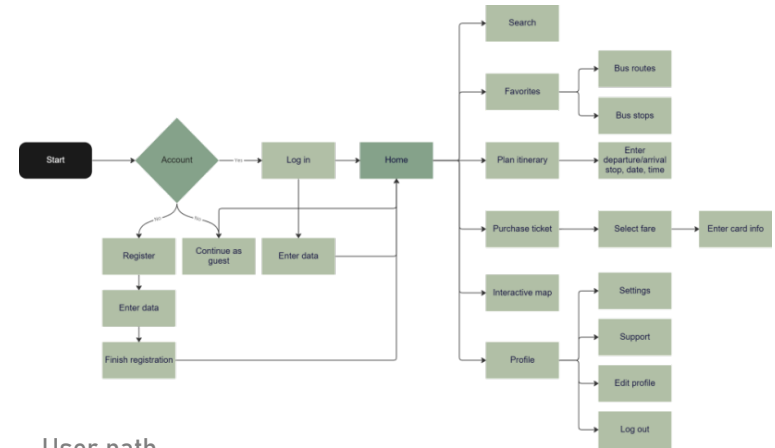 Search
Bus routes
Favorites
Bus stops
Start
Account
Yes
Log in
Home
Plan itinerary
Enter
departure/arrival
stop, date, time
No
No
Register
Continue as
guest
Enter data
Purchase ticket
Select fare
Enter card info
Enter data
Interactive map
Settings
Finish registration
Profile
Support
Edit profile
Log out
User path